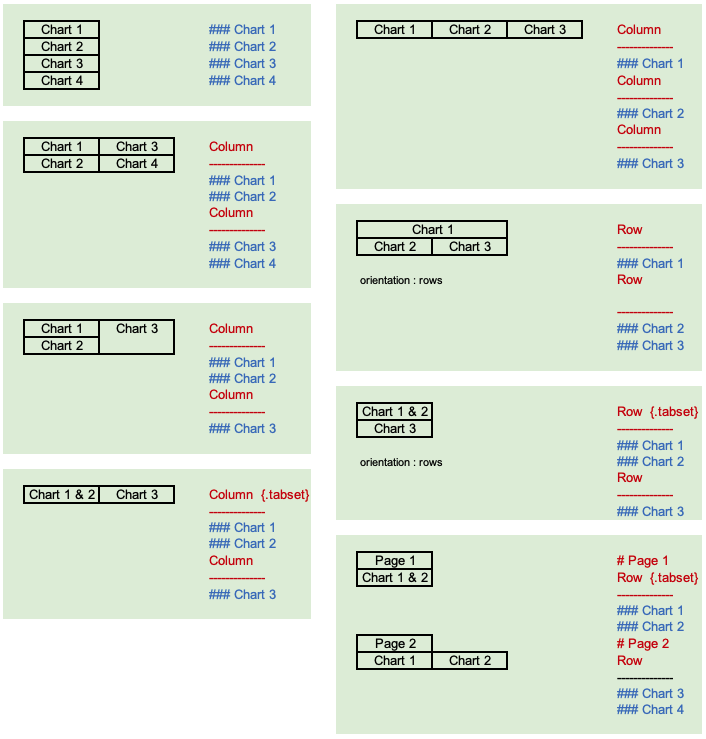 Chart 1 ### Chart 1
Chart 2 ### Chart 2
Chart 3 ### Chart 3
Chart 4 ### Chart 4
Chart 1 Chart 3 Column
Chart 2 Chart 4 -------------
### Chart 1
### Chart 2
Column
-------------
### Chart 3
### Chart 4
Chart 1 Chart 3 Column
Chart 2 -------------
### Chart 1
### Chart 2
Column
-------------
### Chart 3
Chart 1 & 2 Chart 3 Column {.tabset}
-------------
### Chart 1
### Chart 2
Column
-------------
### Chart 3
Chart 1 Chart 2 Chart 3 Column
-------------
### Chart 1
Column
-------------
### Chart 2
Column
-------------
### Chart 3
Chart 1 Row
Chart 2 Chart 3 -------------
### Chart 1
orientation : rows Row
-------------
### Chart 2
### Chart 3
Chart 1 & 2 Row {.tabset}
Chart 3 -------------
### Chart 1
orientation : rows ### Chart 2
Row
-------------
### Chart 3
Page 1 # Page 1
Chart 1 & 2 Row {.tabset}
-------------
### Chart 1
### Chart 2
Page 2 # Page 2
Chart 1 Chart 2 Row
-------------
### Chart 3
### Chart 4